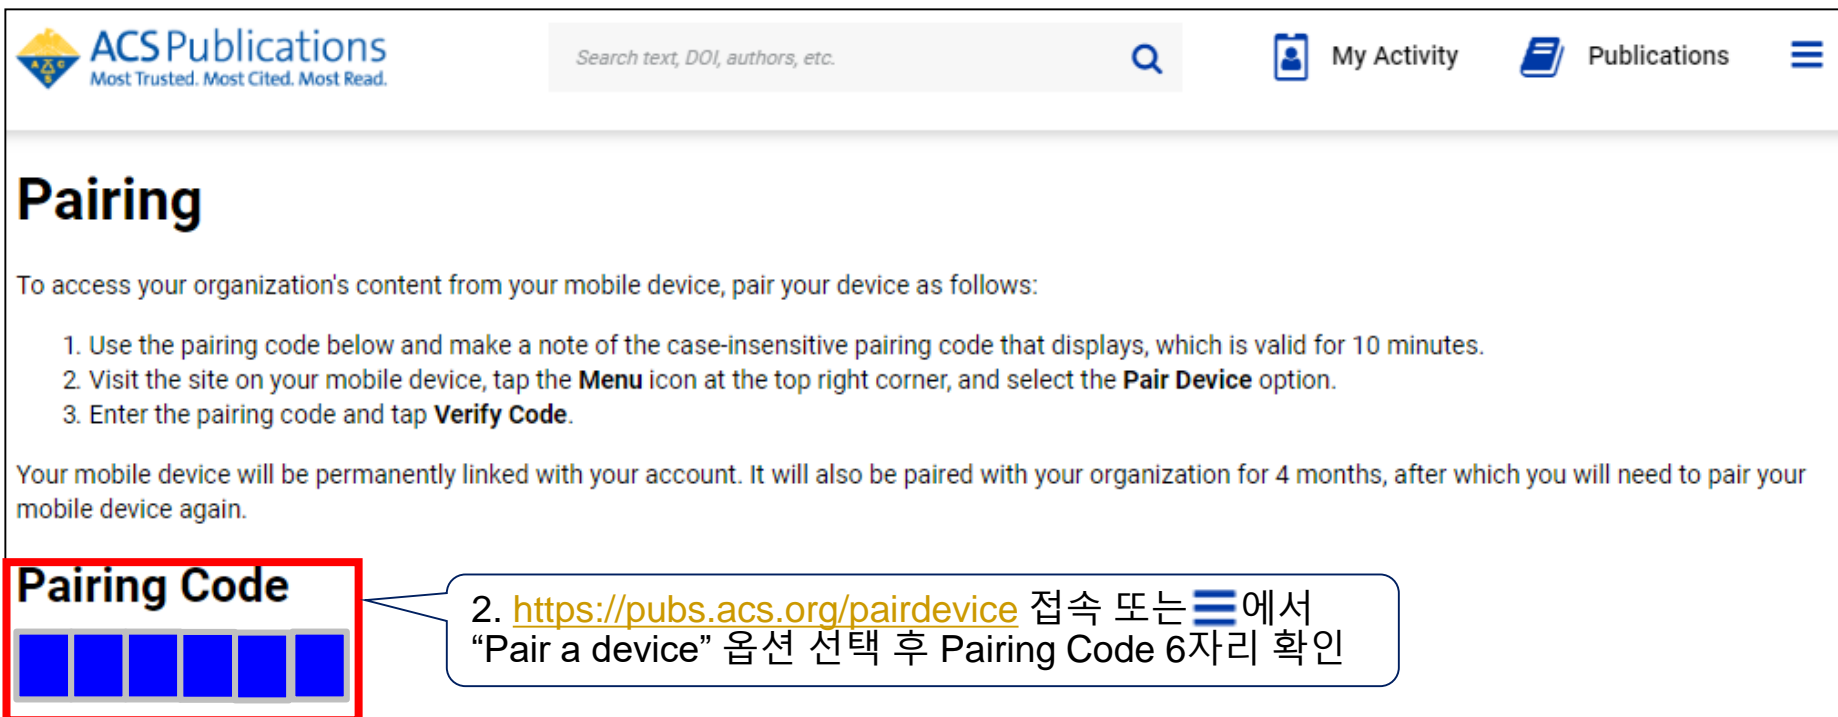 ACS Publications
Most Trusted. Most Cited. Most Read.
Search text, DOI, authors, etc.
My Activity
Publications
Pairing
To access your organization's content from your mobile device, pair your device as follows:
1. Use the pairing code below and make a note of the case-insensitive pairing code that displays, which is valid for 10 minutes.
2. Visit the site on your mobile device, tap the Menu icon at the top right corner, and select the Pair Device option.
3. Enter the pairing code and tap Verify Code.
Your mobile device will be permanently linked with your account. It will also be paired with your organization for 4 months, after which you will need to pair your
mobile device again.
Pairing Code
2. https://pubs.acs.org/pairdevice 접속 또는 에서
“Pair a device” 옵션 선택 후 Pairing Code 6자리 확인